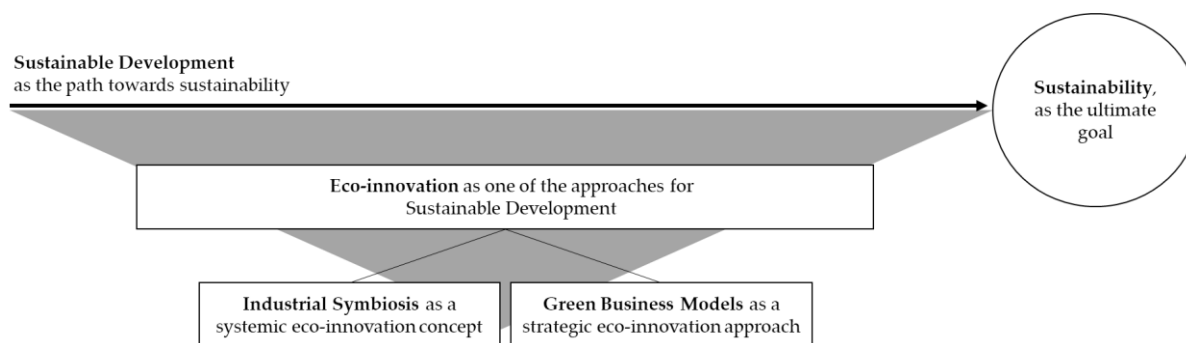 Sustainable Development
as the path towards sustainability
Sustainability,
as the ultimate
goal
Eco-innovation as one of the approaches for
Sustainable Development
Industrial Symbiosis as a
systemic eco-innovation concept
Green Business Models as a
strategic eco-innovation approach